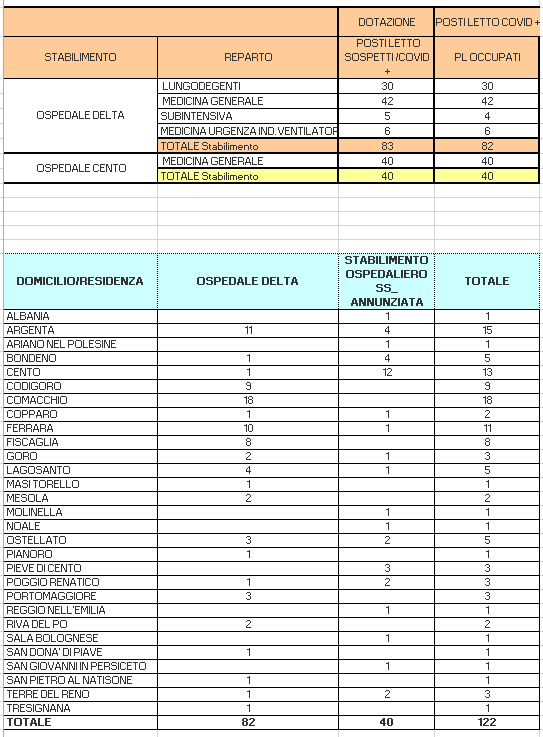 DOTAZIONE POSTI LETTO COVID +
STABILIMENTO REPARTO POSTI LETTO SOSPETTI/COVID + PL OCCUPATI
OSPEDALE DELTA
LUNGODEGENTI 30 30
MEDICINA GENERALE 42 42
SUBINTENSIVA 5 4
MEDICINA URGENZA IND.VENTILATOR 6 6
TOTALE Stabilimento 83 82
OSPEDALE CENTO
MEDICINA GENERALE 40 40
TOTALE Stabilimento 40 40
DOMICILIO/RESIDENZA OSPEDALE DELTA STABILIMENTO OSPEDALIERO SS_ ANNUNZIATA TOTALE
ALBANIA 1 1
ARGENTA 11 4 15
ARIANO NEL POLESINE 1 1
BONDENO 1 4 5
CENTO 1 12 13
CODIGORO 9 9
COMACCHIO 18 18
COPPARO 1 1 2
FERRARA 10 1 11
FISCAGLIA 8 8
GORO 2 1 3
LAGOSANTO 4 1 5
MASI TORELLO 1 1
MESOLA 2 2
MOLINELLA 1 1
NOALE 1 1
OSTELLATO 3 2 5
PIANORO 1 1
PIEVE DI CENTO 3 3
POGGIO RENATICO 1 2 3
PORTOMAGGIORE 3 3
REGGIO NELL'EMILIA 1 1
RIVA DEL PO 2 2
SALA BOLOGNESE 1 1
SAN DONA' DI PIAVE 1 1
SAN GIOVANNI IN PERSICETO 1 1
SAN PIETRO AL NATISONE 1 1
TERRE DEL RENO 1 2 3
TRESIGNANA 1 1
TOTALE 82 40 122